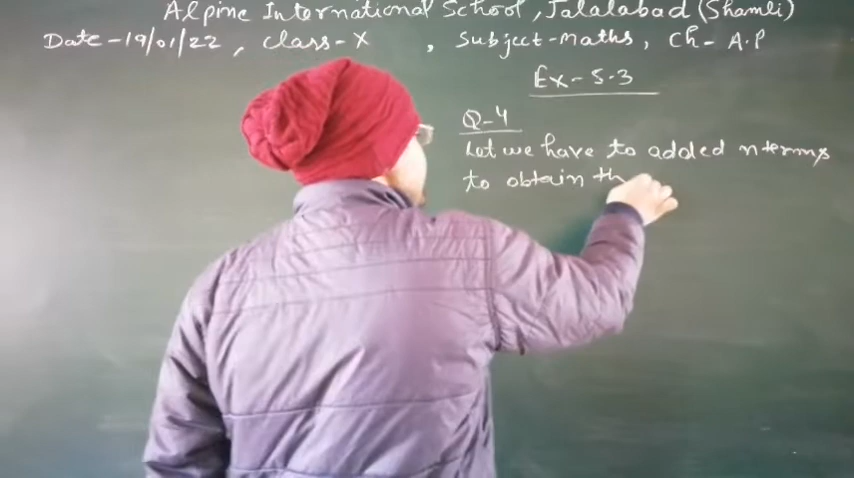 Alpine International School, Jalalabad (Shamli)
Date-19/01/22, Class-X, Subject-Maths, Ch- A.P
Ex-5.3
Q-4
Let we have to added n terms
to obtain th